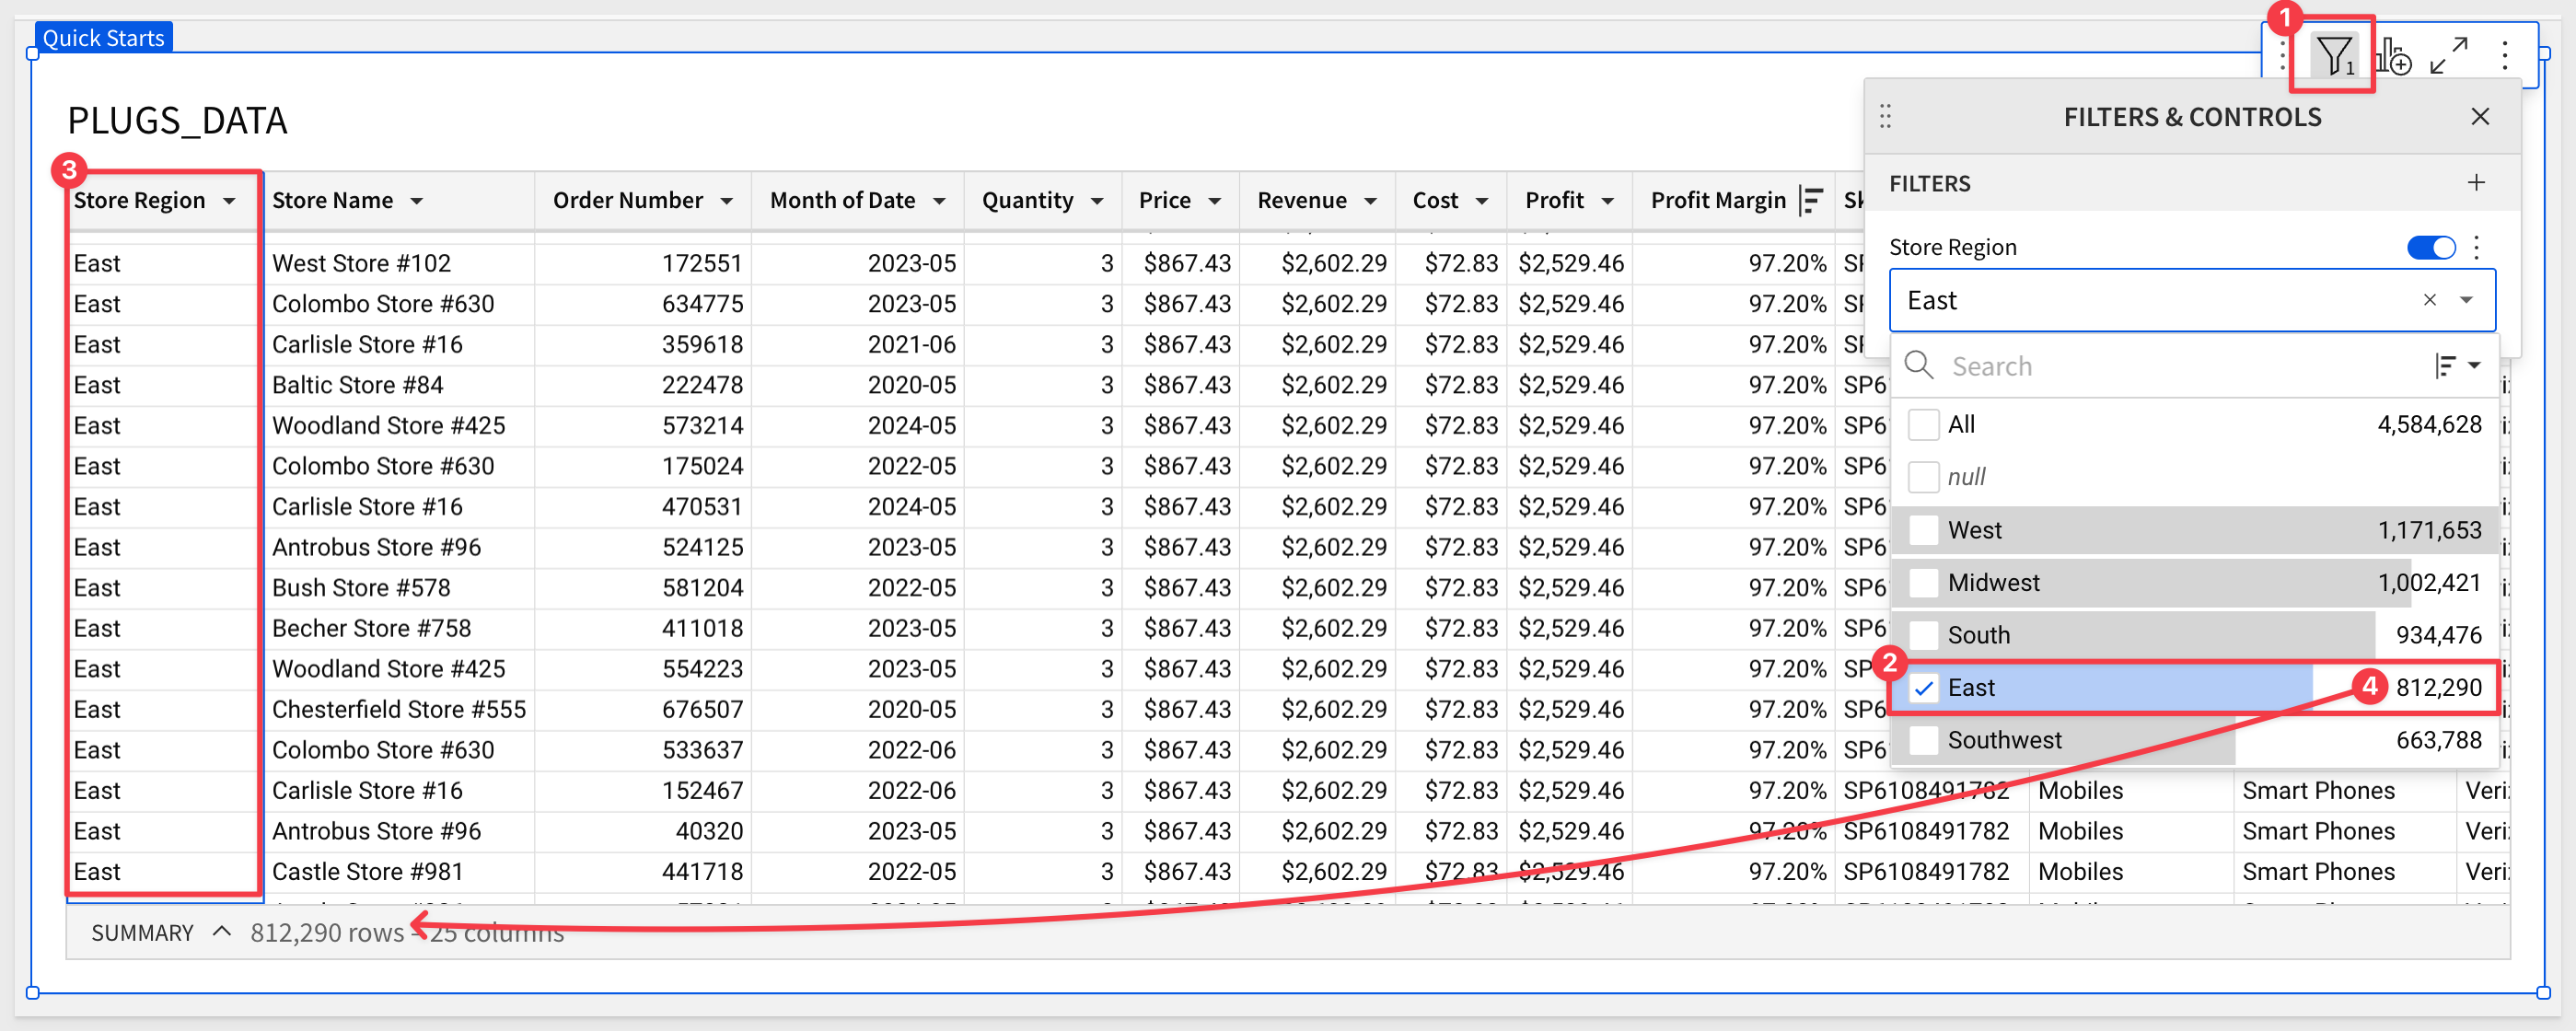 Quick Starts
1
1
PLUGS_DATA
FILTERS & CONTROLS
FILTERS
Store Region
East
Search
All 4,584,628
null
West 1,171,653
Midwest 1,002,421
South 934,476
2
East 4 812,290
Southwest 663,788
3
Store Region Store Name Order Number Month of Date Quantity Price Revenue Cost Profit Profit Margin
East West Store #102 172551 2023-05 3 $867.43 $2,602.29 $72.83 $2,529.46 97.20%
East Colombo Store #630 634775 2023-05 3 $867.43 $2,602.29 $72.83 $2,529.46 97.20%
East Carlisle Store #16 359618 2021-06 3 $867.43 $2,602.29 $72.83 $2,529.46 97.20%
East Baltic Store #84 222478 2020-05 3 $867.43 $2,602.29 $72.83 $2,529.46 97.20% SP6
East Woodland Store #425 573214 2024-05 3 $867.43 $2,602.29 $72.83 $2,529.46 97.20% SP6
East Colombo Store #630 175024 2022-05 3 $867.43 $2,602.29 $72.83 $2,529.46 97.20% SP6
East Carlisle Store #16 470531 2024-05 3 $867.43 $2,602.29 $72.83 $2,529.46 97.20% SP6
East Antrobus Store #96 524125 2023-05 3 $867.43 $2,602.29 $72.83 $2,529.46 97.20% SP6
East Bush Store #578 581204 2022-05 3 $867.43 $2,602.29 $72.83 $2,529.46 97.20% SP6
East Becher Store #758 411018 2023-05 3 $867.43 $2,602.29 $72.83 $2,529.46 97.20% SP6
East Woodland Store #425 554223 2023-05 3 $867.43 $2,602.29 $72.83 $2,529.46 97.20% SP6
East Chesterfield Store #555 676507 2020-05 3 $867.43 $2,602.29 $72.83 $2,529.46 97.20% SP6
East Colombo Store #630 533637 2022-06 3 $867.43 $2,602.29 $72.83 $2,529.46 97.20% SP6
East Carlisle Store #16 152467 2022-06 3 $867.43 $2,602.29 $72.83 $2,529.46 97.20% SP6108491782 Mobiles Smart Phones Veri
East Antrobus Store #96 40320 2023-05 3 $867.43 $2,602.29 $72.83 $2,529.46 97.20% SP6108491782 Mobiles Smart Phones Veri
East Castle Store #981 441718 2022-05 3 $867.43 $2,602.29 $72.83 $2,529.46 97.20% SP6108491782 Mobiles Smart Phones Veri
SUMMARY 812,290 rows – 25 columns